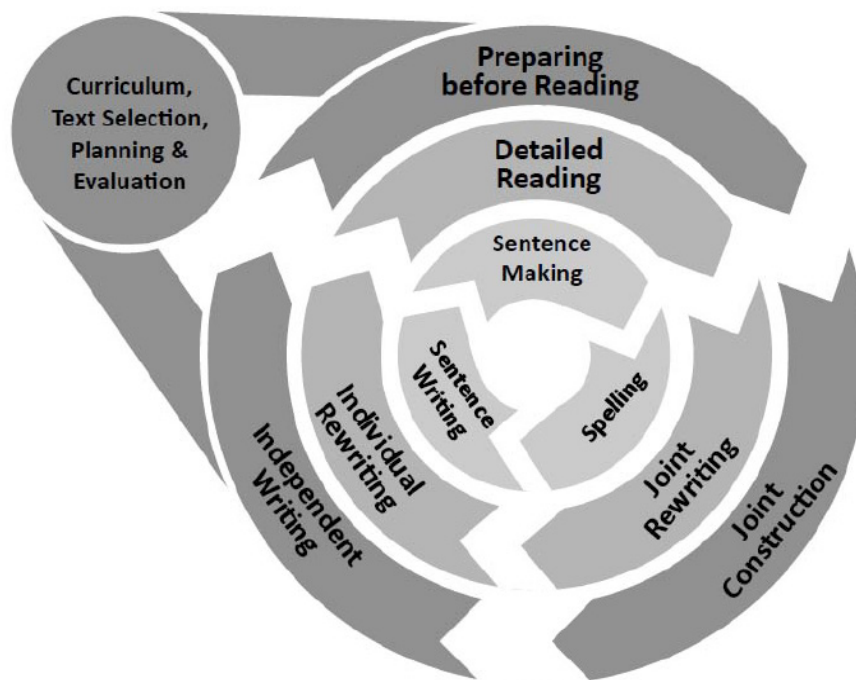 Curriculum,
Text Selection,
Planning &
Evaluation
Preparing
before Reading
Detailed
Reading
Sentence
Making
Sentence
Writing
Spelling
Individual
Rewriting
Joint
Rewriting
Independent
Writing
Joint
Construction